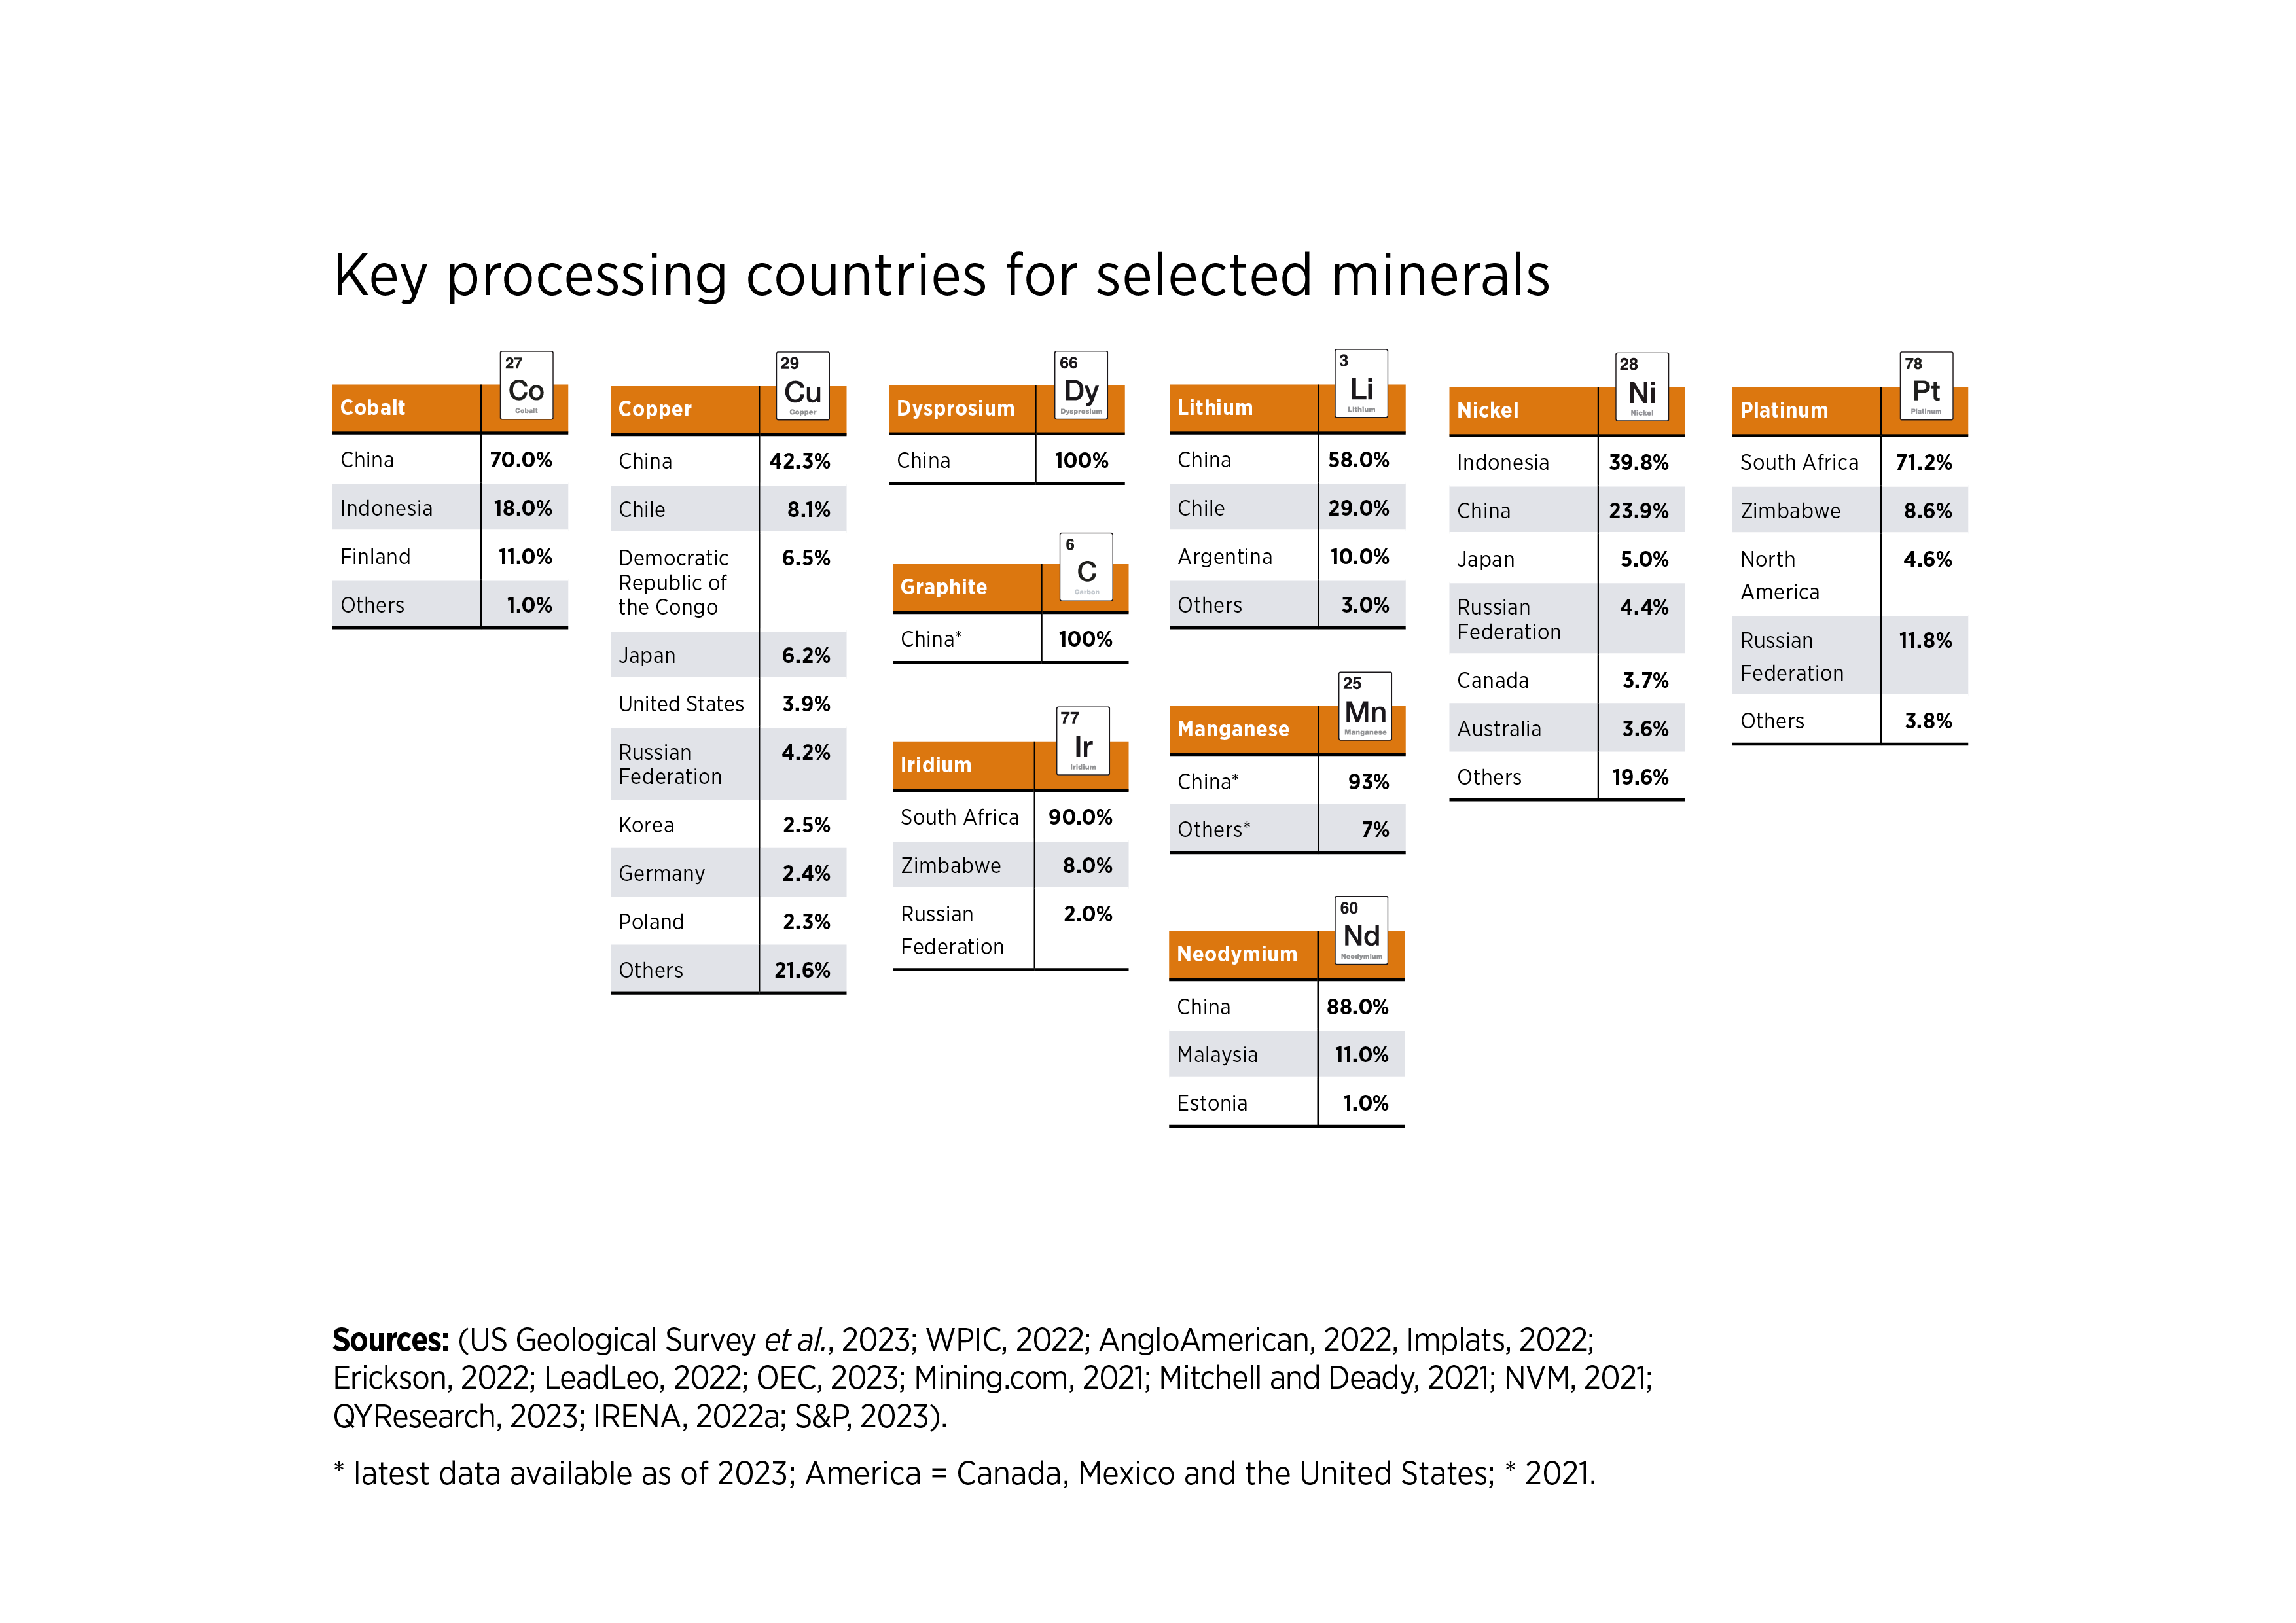 Key processing countries for selected minerals
27
Co
Cobalt
Cobalt
China 70.0%
Indonesia 18.0%
Finland 11.0%
Others 1.0%
29
Cu
Copper
Copper
China 42.3%
Chile 8.1%
Democratic 6.5%
Republic of
the Congo
Japan 6.2%
United States 3.9%
Russian 4.2%
Federation
Korea 2.5%
Germany 2.4%
Poland 2.3%
Others 21.6%
66
Dy
Dysprosium
Dysprosium
China 100%
6
C
Carbon
Graphite
China* 100%
77
Ir
Iridium
Iridium
South Africa 90.0%
Zimbabwe 8.0%
Russian 2.0%
Federation
3
Li
Lithium
Lithium
China 58.0%
Chile 29.0%
Argentina 10.0%
Others 3.0%
25
Mn
Manganese
Manganese
China* 93%
Others* 7%
60
Nd
Neodymium
Neodymium
China 88.0%
Malaysia 11.0%
Estonia 1.0%
28
Ni
Nickel
Nickel
Indonesia 39.8%
China 23.9%
Japan 5.0%
Russian 4.4%
Federation
Canada 3.7%
Australia 3.6%
Others 19.6%
78
Pt
Platinum
Platinum
South Africa 71.2%
Zimbabwe 8.6%
North 4.6%
America
Russian 11.8%
Federation
Others 3.8%
Sources: (US Geological Survey et al., 2023; WPIC, 2022; AngloAmerican, 2022, Implats, 2022;
Erickson, 2022; LeadLeo, 2022; OEC, 2023; Mining.com, 2021; Mitchell and Deady, 2021; NVM, 2021;
QYResearch, 2023; IRENA, 2022a; S&P, 2023).
* latest data available as of 2023; America = Canada, Mexico and the United States; * 2021.